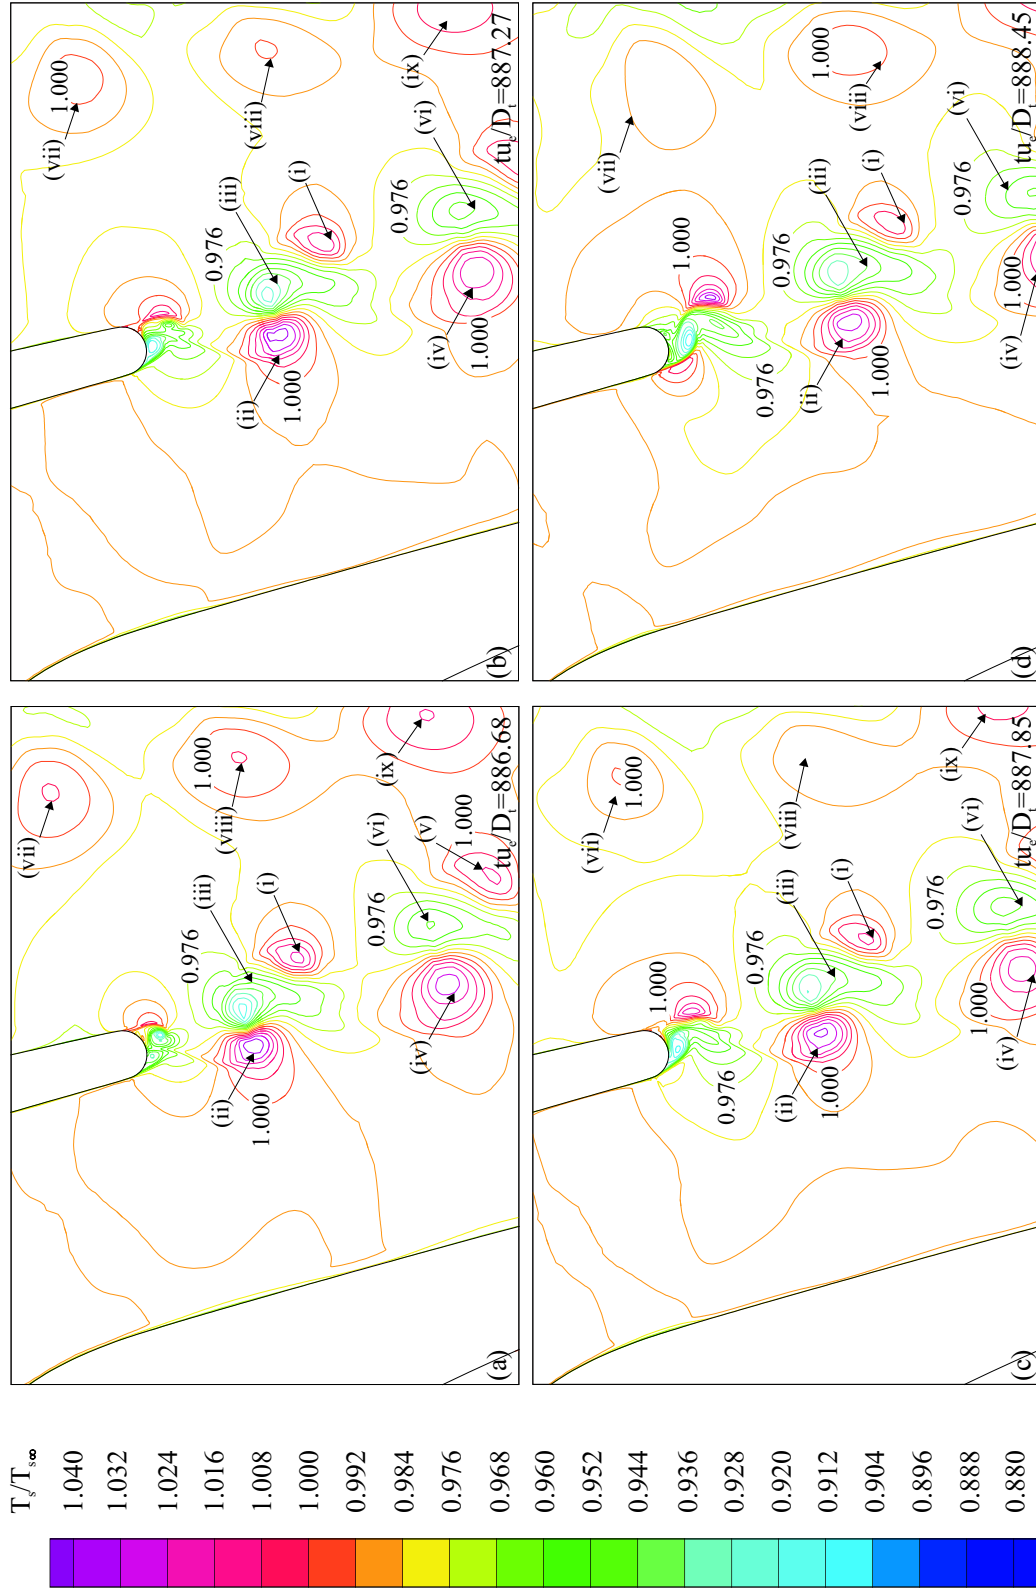 T_s/T_s∞
1.040
1.032
1.024
1.016
1.008
1.000
0.992
0.984
0.976
0.968
0.960
0.952
0.944
0.936
0.928
0.920
0.912
0.904
0.896
0.888
0.880
(a)
tu_e/D_t=886.68
(vii)
(viii)
1.000
(ix)
(iii)
0.976
(i)
(ii)
1.000
(vi)
0.976
(v)
1.000
(iv)
(b)
tu_e/D_t=887.27
(vii)
1.000
(viii)
(ix)
(iii)
0.976
(i)
(ii)
1.000
(vi)
0.976
(iv)
1.000
(c)
tu_e/D_t=887.85
(vii)
1.000
(viii)
(ix)
1.000
0.976
0.976
(iii)
(i)
(ii)
1.000
(vi)
0.976
1.000
(iv)
(d)
tu_e/D_t=888.45
(vii)
1.000
(viii)
1.000
0.976
0.976
(iii)
(i)
(ii)
1.000
(vi)
0.976
1.000